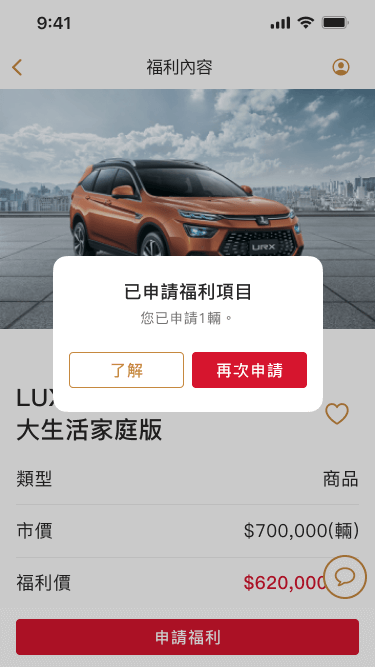 9:41
福利內容
URX
已申請福利項目
您已申請1輛。
了解
再次申請
LUX
大生活家庭版
類型
商品
市價
$700,000(輛)
福利價
$620,000
申請福利